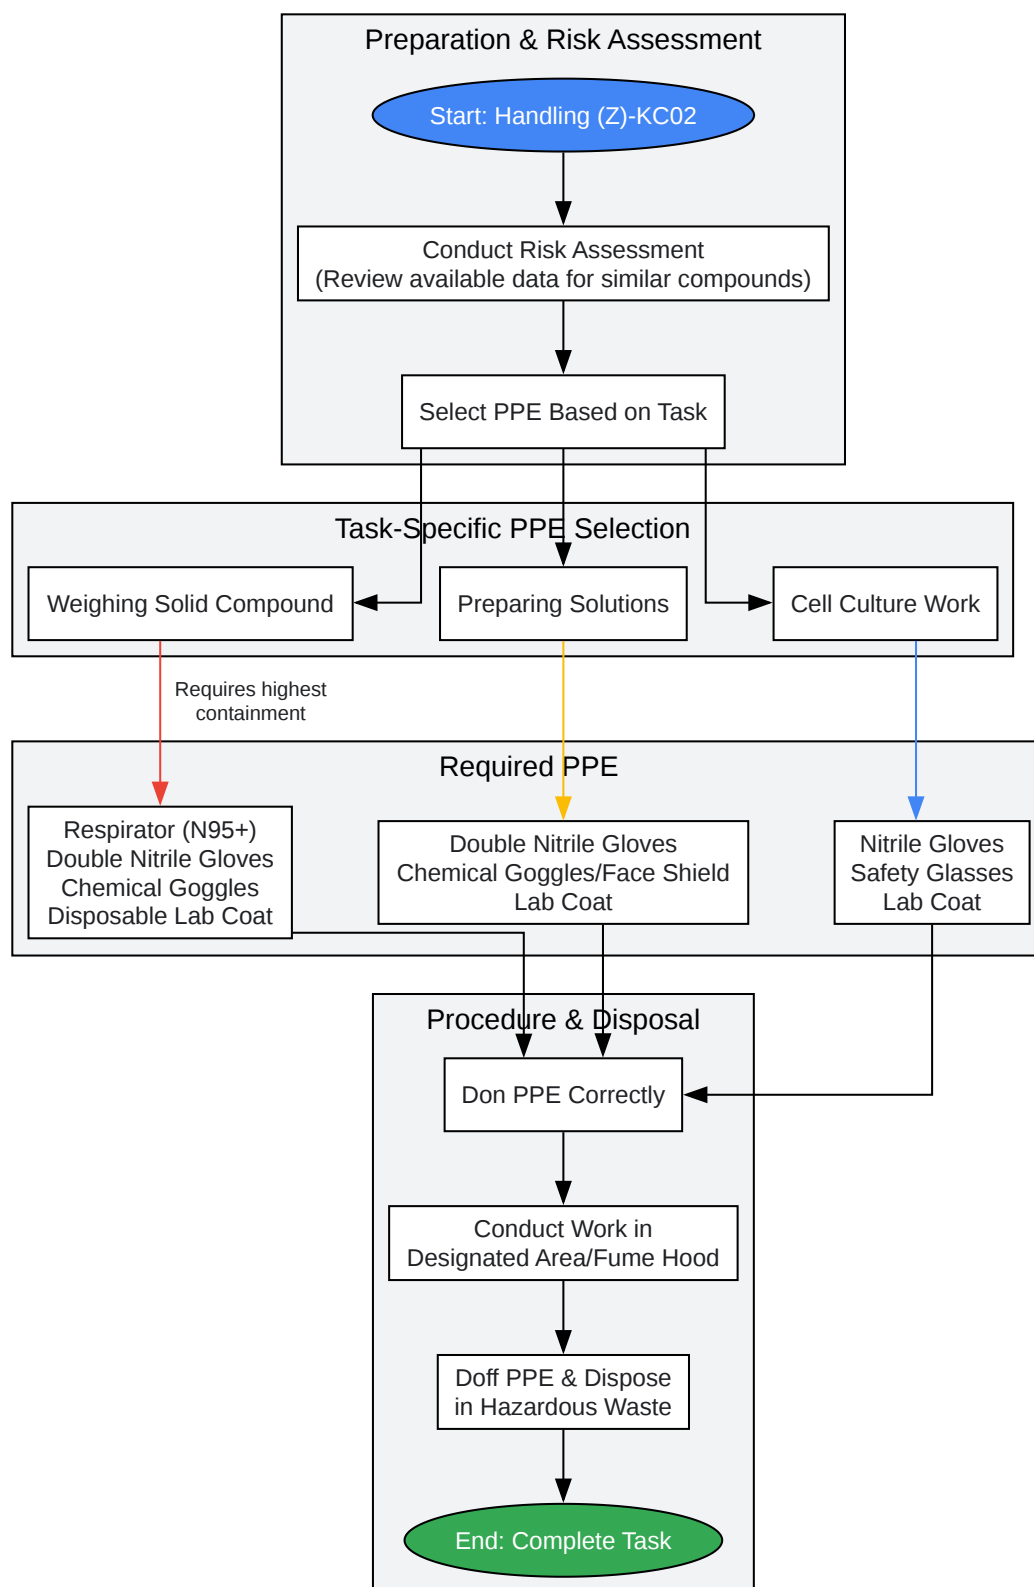 Preparation & Risk Assessment
Start: Handling (Z)-KC02
Conduct Risk Assessment
(Review available data for similar compounds)
Select PPE Based on Task
Task-Specific PPE Selection
Weighing Solid Compound
Preparing Solutions
Cell Culture Work
Requires highest
containment
Required PPE
Respirator (N95+)
Double Nitrile Gloves
Chemical Goggles
Disposable Lab Coat
Double Nitrile Gloves
Chemical Goggles/Face Shield
Lab Coat
Nitrile Gloves
Safety Glasses
Lab Coat
Procedure & Disposal
Don PPE Correctly
Conduct Work in
Designated Area/Fume Hood
Doff PPE & Dispose
in Hazardous Waste
End: Complete Task